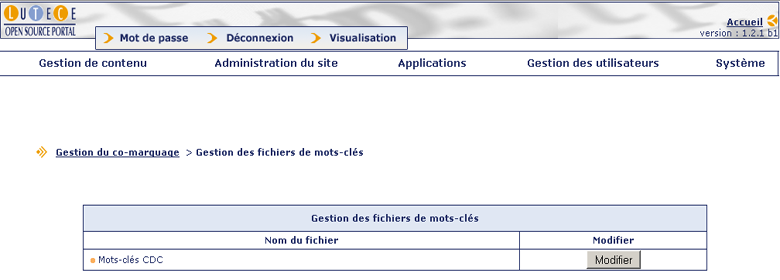 LUTECE
OPEN SOURCE PORTAL
Accueil
version : 1.2.1 b1
Mot de passe Déconnexion Visualisation
Gestion de contenu Administration du site Applications Gestion des utilisateurs Système
Gestion du co-marquage > Gestion des fichiers de mots-clés
Gestion des fichiers de mots-clés
Nom du fichier Modifier
Mots-clés CDC Modifier